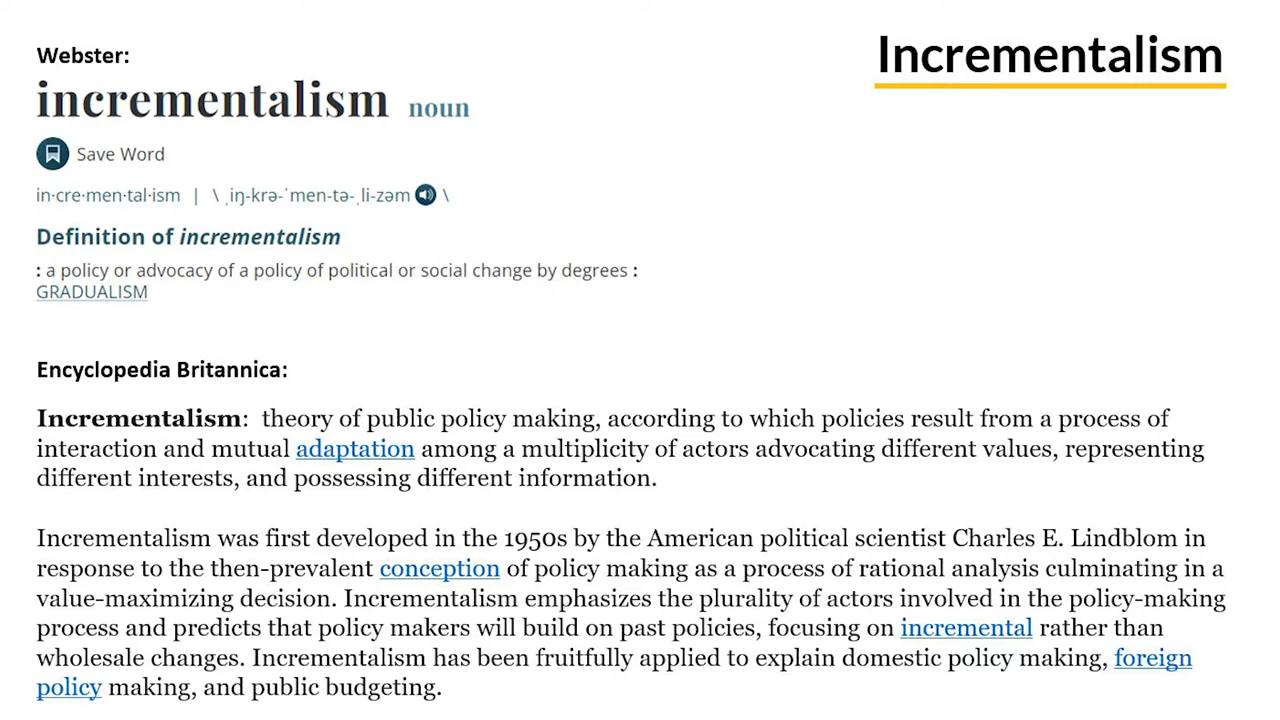 Incrementalism
Webster:
incrementalism noun
Save Word
in·cre·men·tal·ism | \ ˌiŋ-krə-ˈmen-tə-ˌli-zəm \
Definition of incrementalism
: a policy or advocacy of a policy of political or social change by degrees :
GRADUALISM
Encyclopedia Britannica:
Incrementalism: theory of public policy making, according to which policies result from a process of
interaction and mutual adaptation among a multiplicity of actors advocating different values, representing
different interests, and possessing different information.
Incrementalism was first developed in the 1950s by the American political scientist Charles E. Lindblom in
response to the then-prevalent conception of policy making as a process of rational analysis culminating in a
value-maximizing decision. Incrementalism emphasizes the plurality of actors involved in the policy-making
process and predicts that policy makers will build on past policies, focusing on incremental rather than
wholesale changes. Incrementalism has been fruitfully applied to explain domestic policy making, foreign
policy making, and public budgeting.